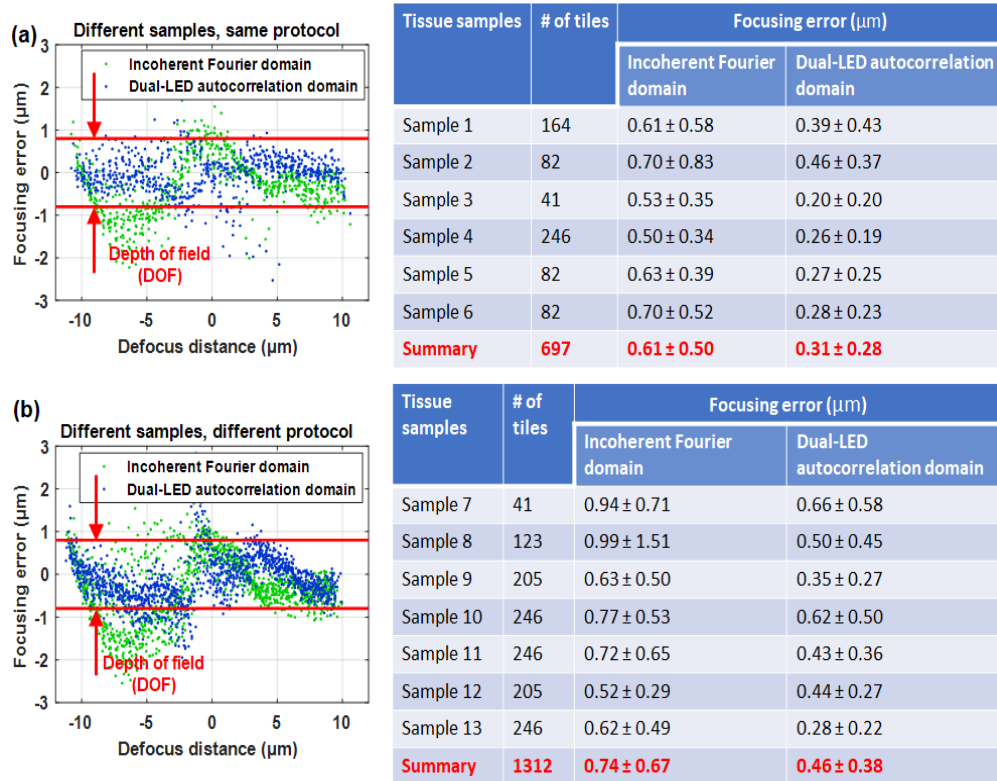 (a)
Different samples, same protocol
Incoherent Fourier domain
Dual-LED autocorrelation domain
3
2
1
0
-1
-2
-3
Focusing error (µm)
Depth of field
(DOF)
-10 -5 0 5 10
Defocus distance (µm)
Tissue samples # of tiles Focusing error (µm)
Incoherent Fourier domain Dual-LED autocorrelation domain
Sample 1 164 0.61 ± 0.58 0.39 ± 0.43
Sample 2 82 0.70 ± 0.83 0.46 ± 0.37
Sample 3 41 0.53 ± 0.35 0.20 ± 0.20
Sample 4 246 0.50 ± 0.34 0.26 ± 0.19
Sample 5 82 0.63 ± 0.39 0.27 ± 0.25
Sample 6 82 0.70 ± 0.52 0.28 ± 0.23
Summary 697 0.61 ± 0.50 0.31 ± 0.28
(b)
Different samples, different protocol
Incoherent Fourier domain
Dual-LED autocorrelation domain
3
2
1
0
-1
-2
-3
Focusing error (µm)
Depth of field
(DOF)
-10 -5 0 5 10
Defocus distance (µm)
Tissue samples # of tiles Focusing error (µm)
Incoherent Fourier domain Dual-LED autocorrelation domain
Sample 7 41 0.94 ± 0.71 0.66 ± 0.58
Sample 8 123 0.99 ± 1.51 0.50 ± 0.45
Sample 9 205 0.63 ± 0.50 0.35 ± 0.27
Sample 10 246 0.77 ± 0.53 0.62 ± 0.50
Sample 11 246 0.72 ± 0.65 0.43 ± 0.36
Sample 12 205 0.52 ± 0.29 0.44 ± 0.27
Sample 13 246 0.62 ± 0.49 0.28 ± 0.22
Summary 1312 0.74 ± 0.67 0.46 ± 0.38